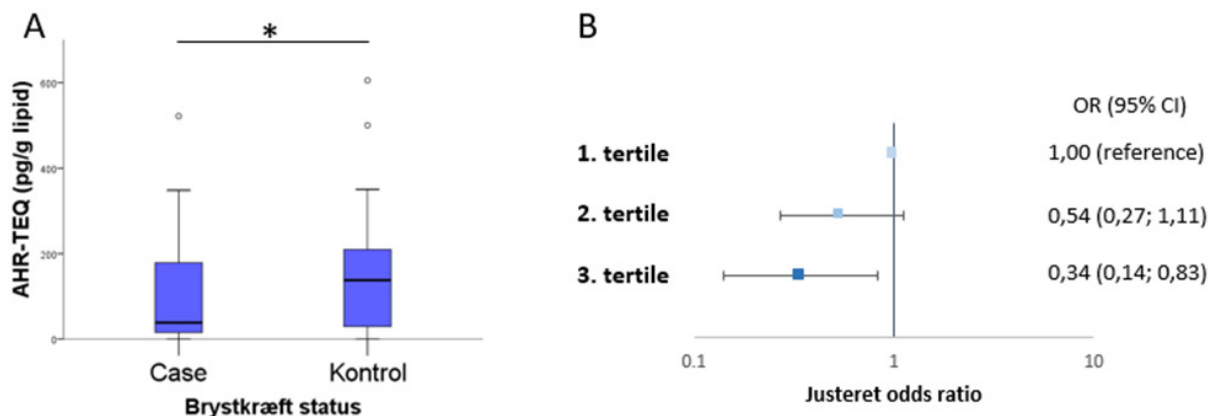 A
*
AHR-TEQ (pg/g lipid)
600
400
200
0
Case Kontrol
Brystkræft status
B
OR (95% CI)
1. tertile 1,00 (reference)
2. tertile 0,54 (0,27; 1,11)
3. tertile 0,34 (0,14; 0,83)
0.1 1 10
Justeret odds ratio